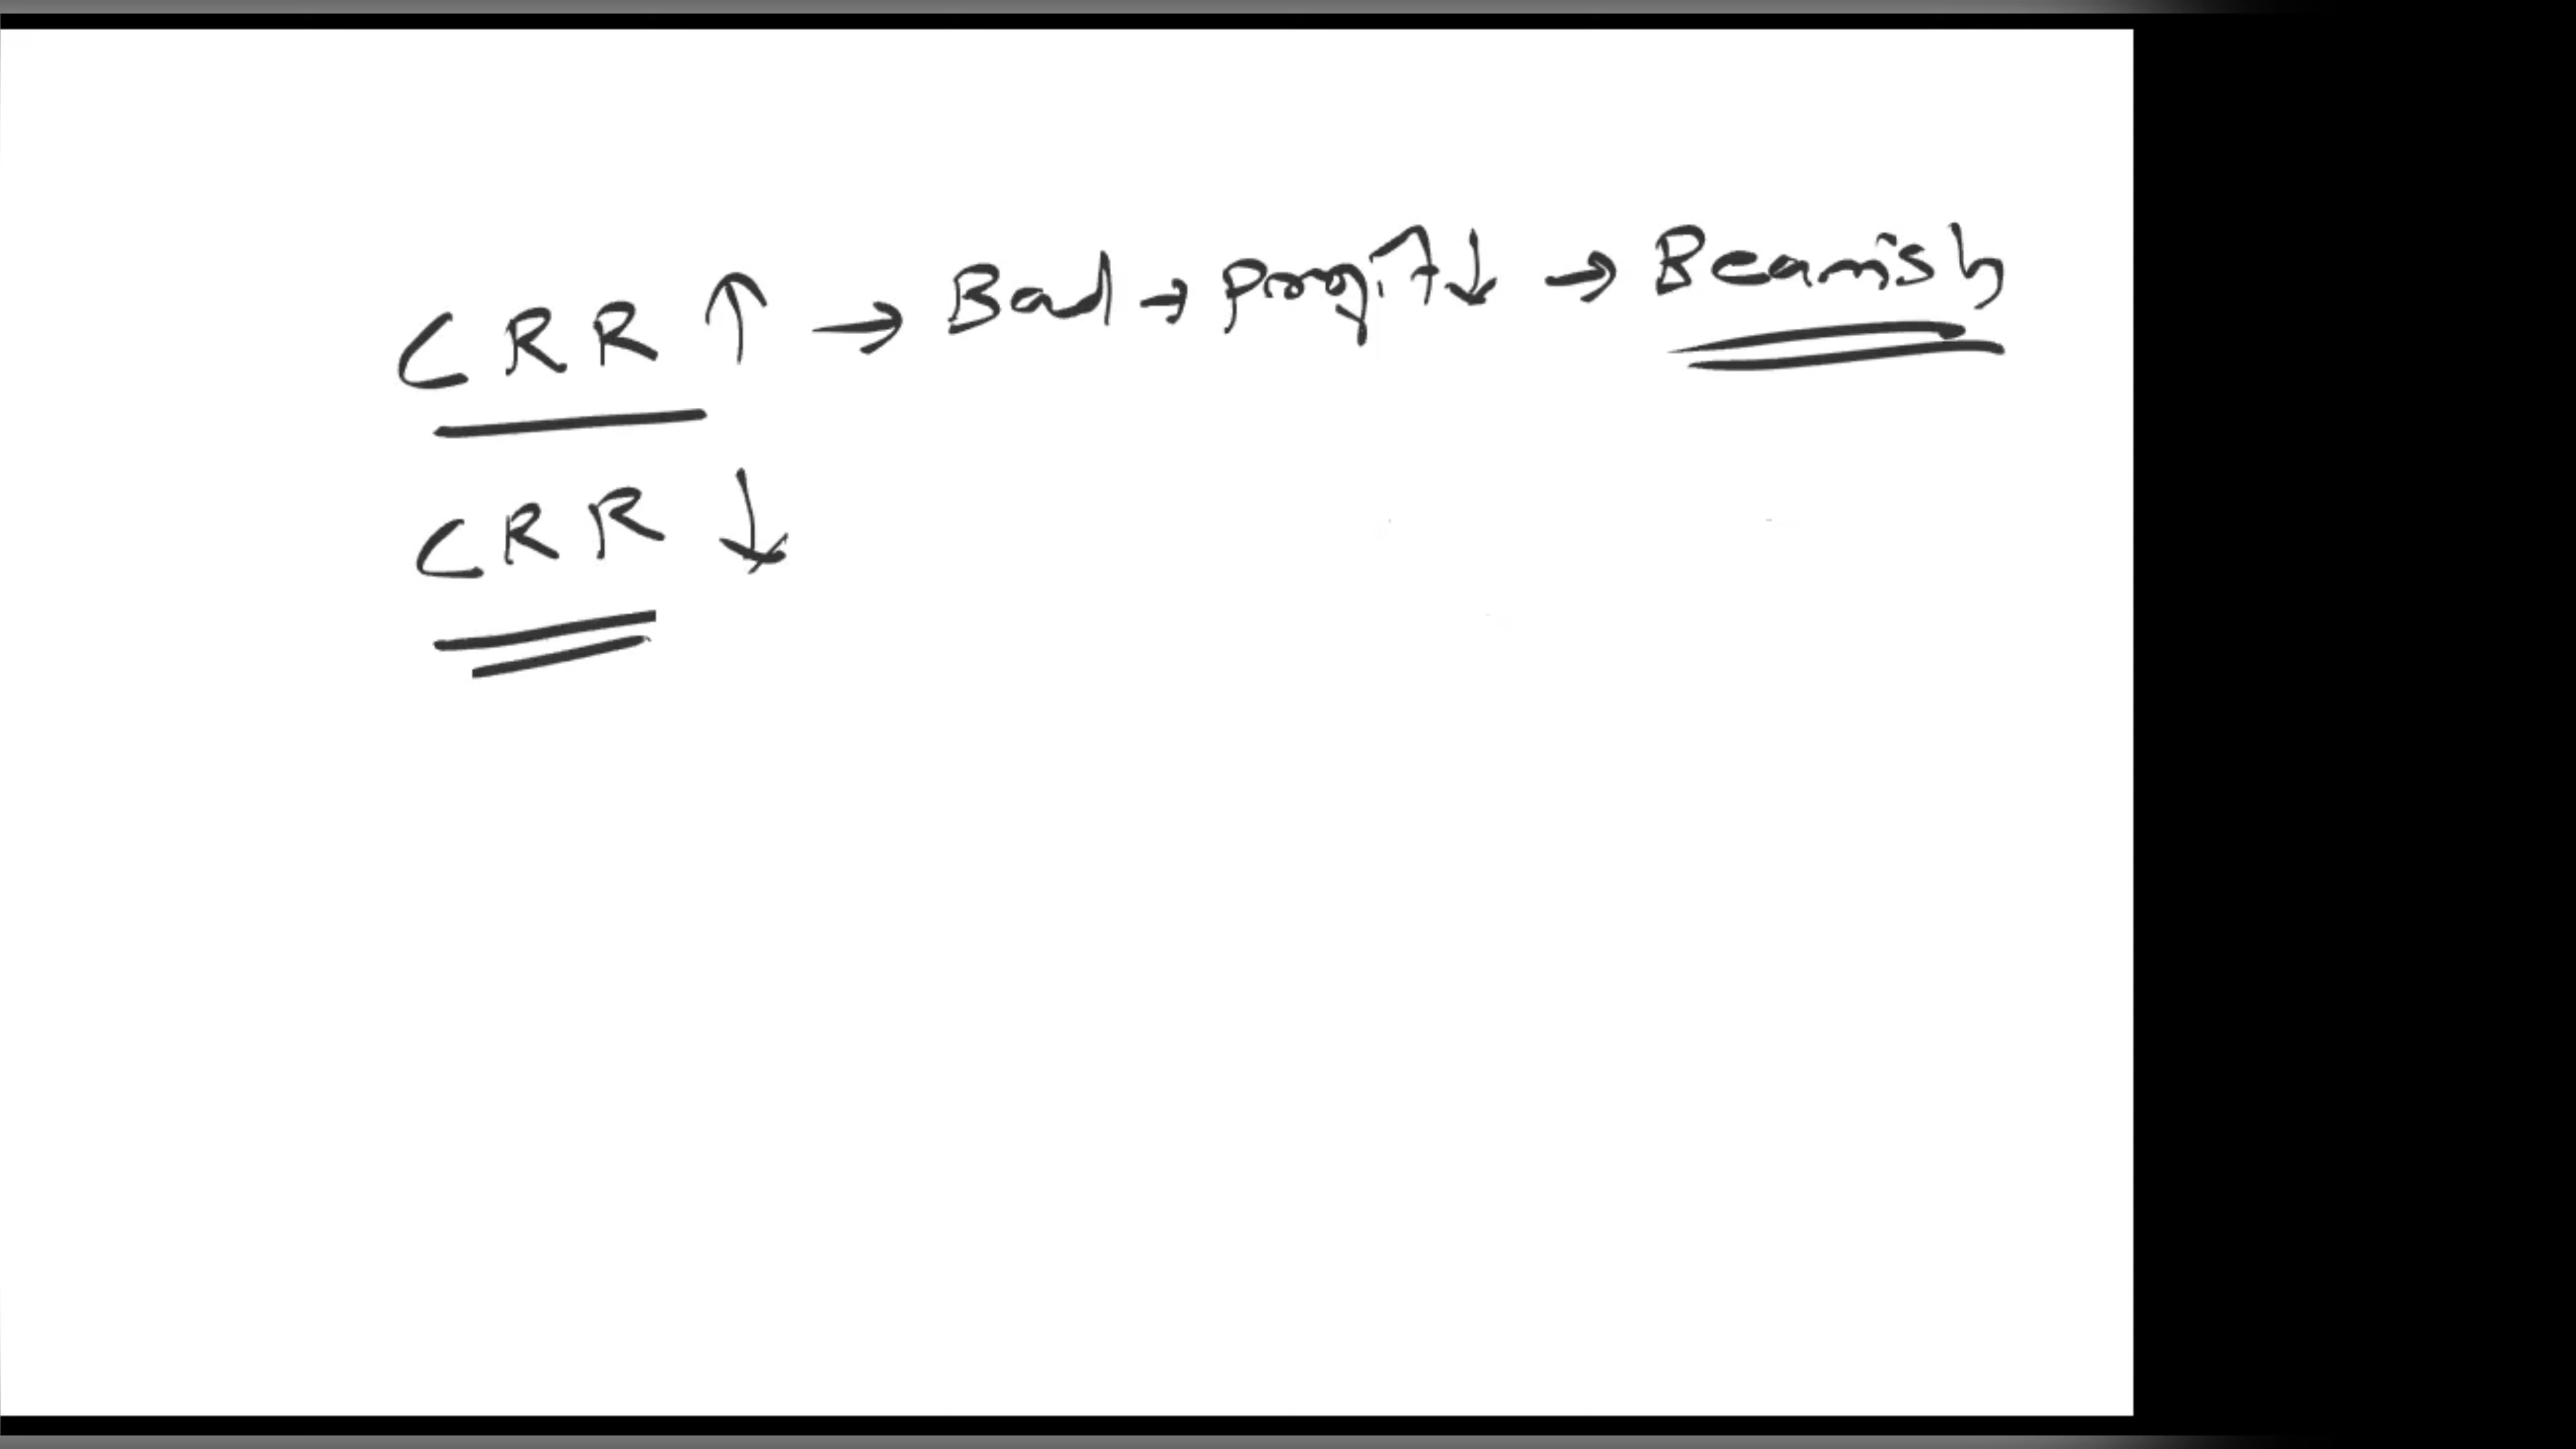 CRR ↑ → Bad → Profit ↓ → Bearish
CRR ↓